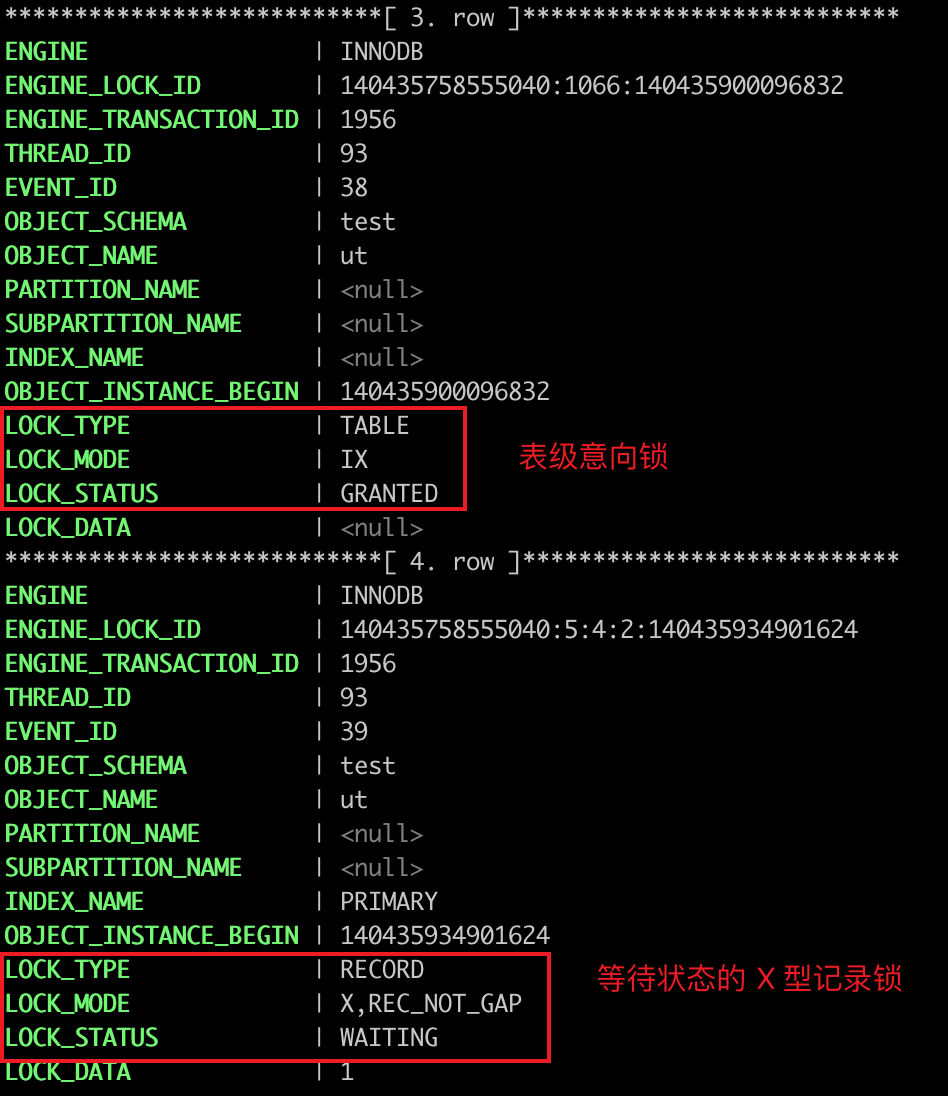 ***************************[ 3. row ]***************************
ENGINE                | INNODB
ENGINE_LOCK_ID        | 140435758555040:1066:140435900096832
ENGINE_TRANSACTION_ID | 1956
THREAD_ID             | 93
EVENT_ID              | 38
OBJECT_SCHEMA         | test
OBJECT_NAME           | ut
PARTITION_NAME        | <null>
SUBPARTITION_NAME     | <null>
INDEX_NAME            | <null>
OBJECT_INSTANCE_BEGIN | 140435900096832
LOCK_TYPE             | TABLE
LOCK_MODE             | IX
表级意向锁
LOCK_STATUS           | GRANTED
LOCK_DATA             | <null>
***************************[ 4. row ]***************************
ENGINE                | INNODB
ENGINE_LOCK_ID        | 140435758555040:5:4:2:140435934901624
ENGINE_TRANSACTION_ID | 1956
THREAD_ID             | 93
EVENT_ID              | 39
OBJECT_SCHEMA         | test
OBJECT_NAME           | ut
PARTITION_NAME        | <null>
SUBPARTITION_NAME     | <null>
INDEX_NAME            | PRIMARY
OBJECT_INSTANCE_BEGIN | 140435934901624
LOCK_TYPE             | RECORD
等待状态的 X 型记录锁
LOCK_MODE             | X,REC_NOT_GAP
LOCK_STATUS           | WAITING
LOCK_DATA             | 1